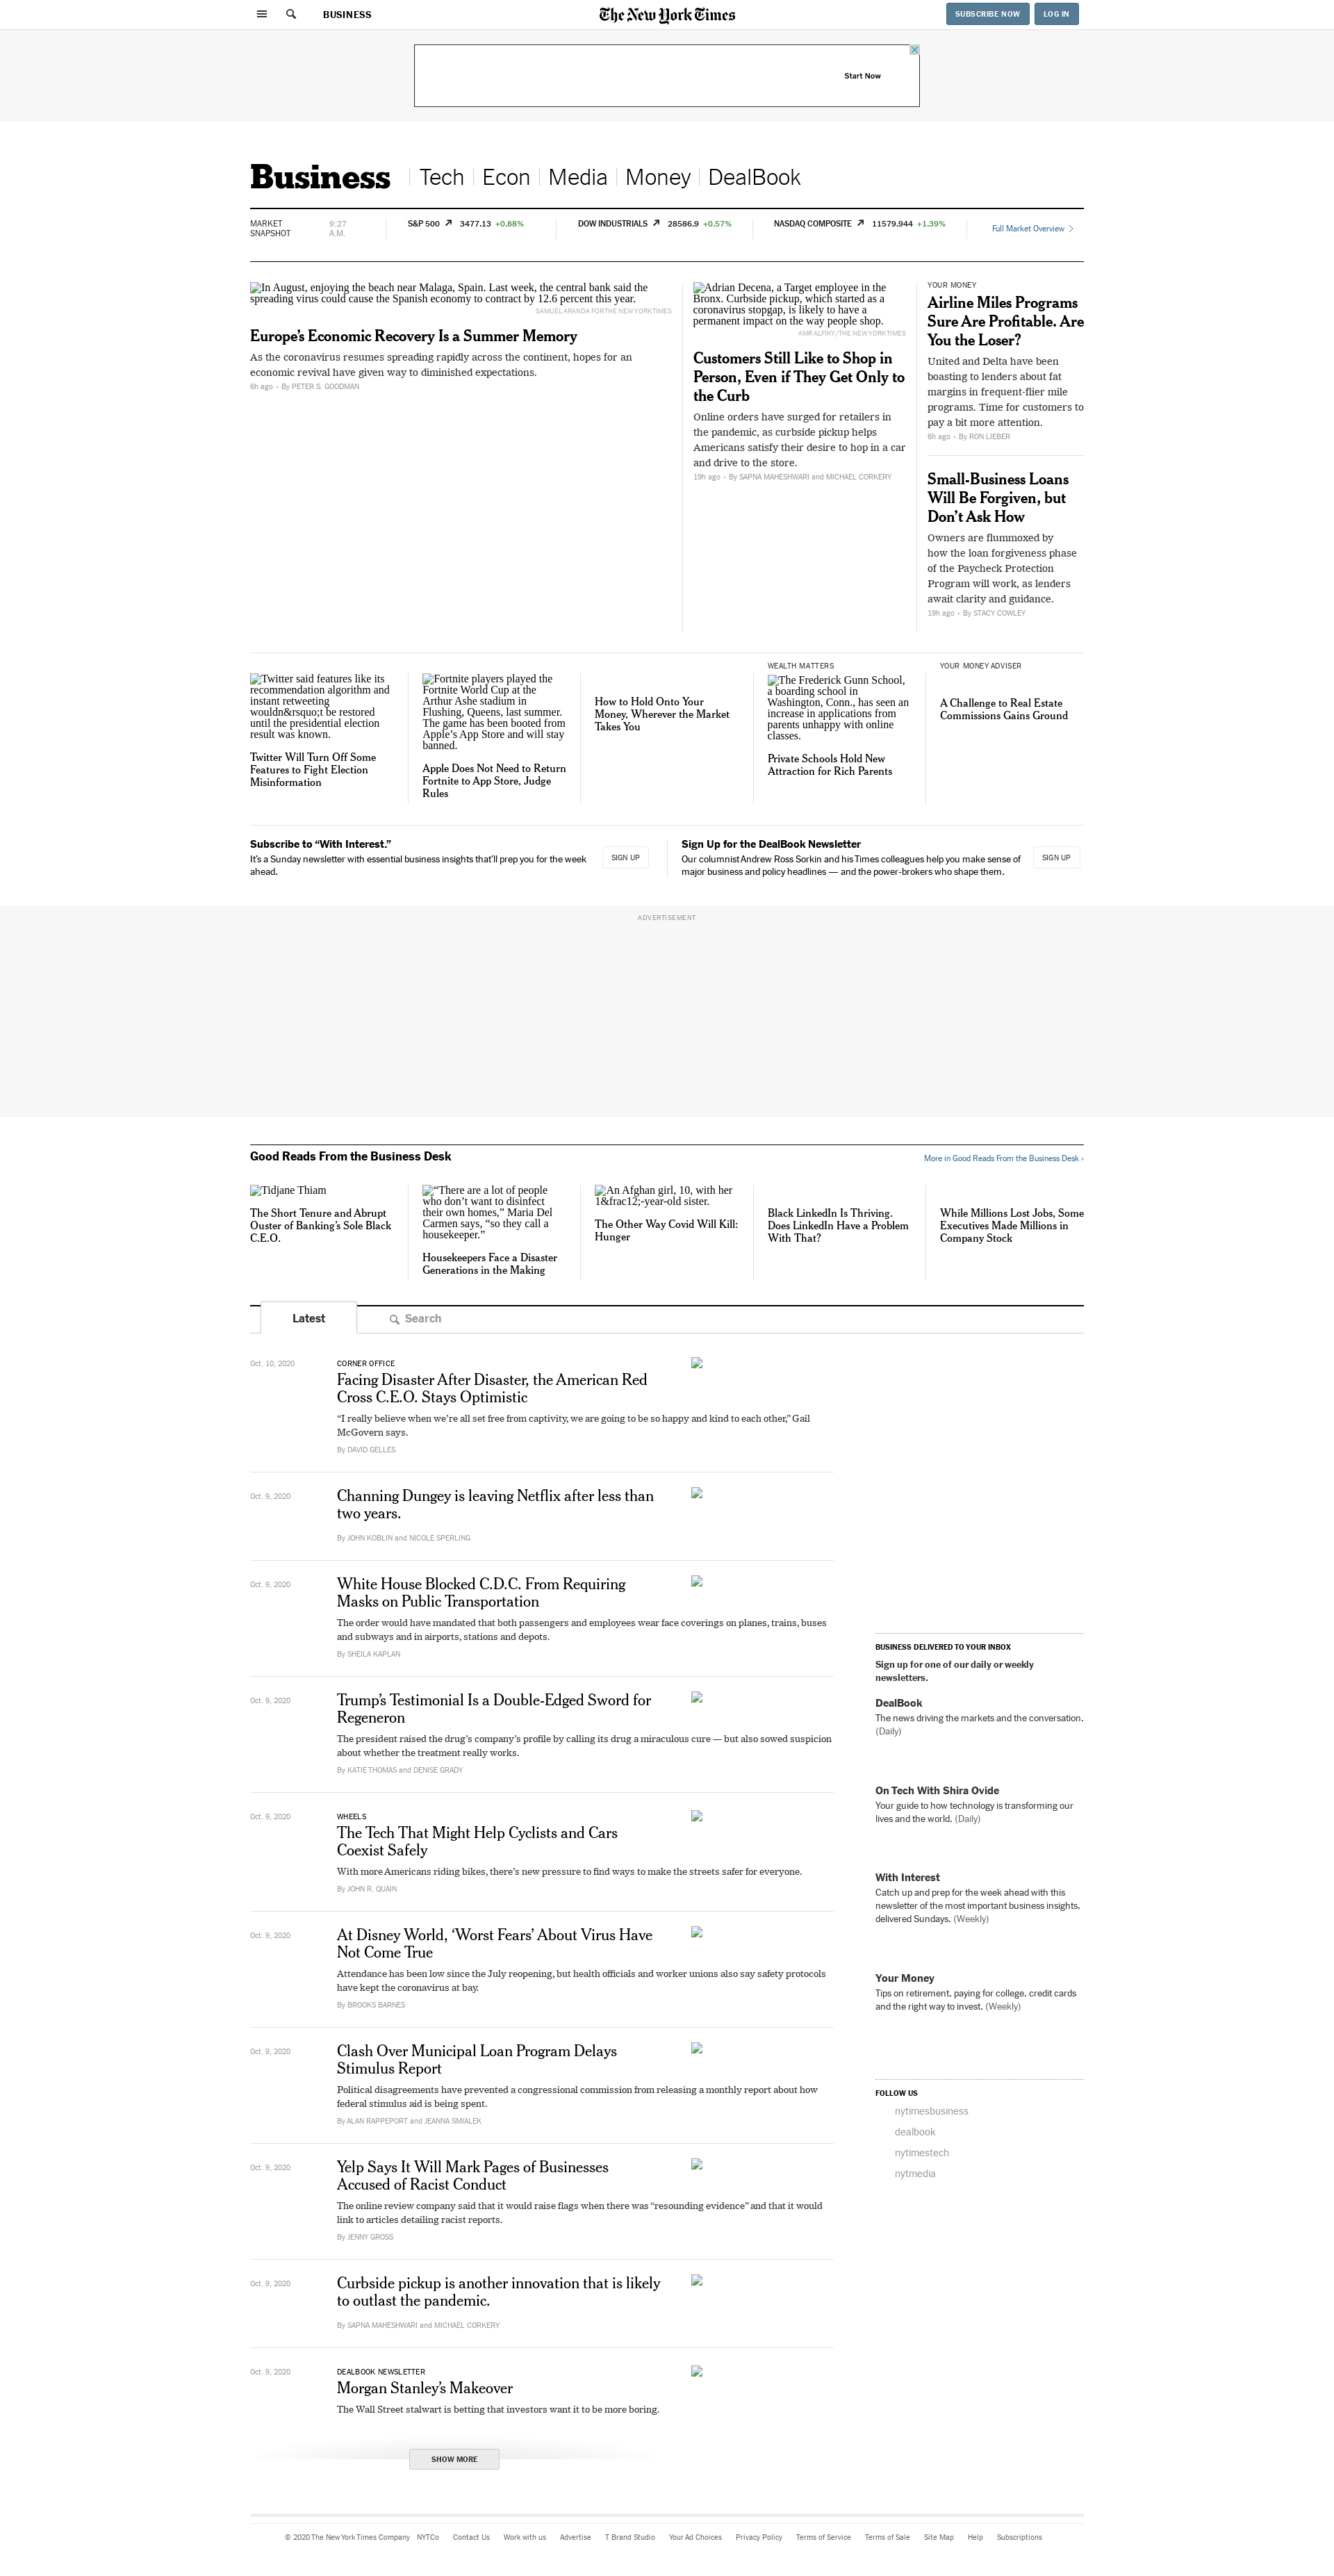 BUSINESS
The New York Times
SUBSCRIBE NOW
LOG IN
Start Now
Business
Tech
Econ
Media
Money
DealBook
MARKET
SNAPSHOT
9:27
A.M.
S&P 500 3477.13 +0.88%
DOW INDUSTRIALS 28586.9 +0.57%
NASDAQ COMPOSITE 11579.944 +1.39%
Full Market Overview
In August, enjoying the beach near Malaga, Spain. Last week, the central bank said the
spreading virus could cause the Spanish economy to contract by 12.6 percent this year.
SAMUEL ARANDA FOR THE NEW YORK TIMES
Europe’s Economic Recovery Is a Summer Memory
As the coronavirus resumes spreading rapidly across the continent, hopes for an
economic revival have given way to diminished expectations.
6h ago • By PETER S. GOODMAN
Adrian Decena, a Target employee in the
Bronx. Curbside pickup, which started as a
coronavirus stopgap, is likely to have a
permanent impact on the way people shop.
AMR ALFIKY/THE NEW YORK TIMES
Customers Still Like to Shop in
Person, Even if They Get Only to
the Curb
Online orders have surged for retailers in
the pandemic, as curbside pickup helps
Americans satisfy their desire to hop in a car
and drive to the store.
19h ago • By SAPNA MAHESHWARI and MICHAEL CORKERY
YOUR MONEY
Airline Miles Programs
Sure Are Profitable. Are
You the Loser?
United and Delta have been
boasting to lenders about fat
margins in frequent-flier mile
programs. Time for customers to
pay a bit more attention.
6h ago • By RON LIEBER
Small-Business Loans
Will Be Forgiven, but
Don’t Ask How
Owners are flummoxed by
how the loan forgiveness phase
of the Paycheck Protection
Program will work, as lenders
await clarity and guidance.
19h ago • By STACY COWLEY
Twitter said features like its
recommendation algorithm and
instant retweeting
wouldn&rsquo;t be restored
until the presidential election
result was known.
Twitter Will Turn Off Some
Features to Fight Election
Misinformation
Fortnite players played the
Fortnite World Cup at the
Arthur Ashe stadium in
Flushing, Queens, last summer.
The game has been booted from
Apple’s App Store and will stay
banned.
Apple Does Not Need to Return
Fortnite to App Store, Judge
Rules
How to Hold Onto Your
Money, Wherever the Market
Takes You
WEALTH MATTERS
The Frederick Gunn School,
a boarding school in
Washington, Conn., has seen an
increase in applications from
parents unhappy with online
classes.
Private Schools Hold New
Attraction for Rich Parents
YOUR MONEY ADVISER
A Challenge to Real Estate
Commissions Gains Ground
Subscribe to “With Interest.”
It’s a Sunday newsletter with essential business insights that’ll prep you for the week
ahead.
SIGN UP
Sign Up for the DealBook Newsletter
Our columnist Andrew Ross Sorkin and his Times colleagues help you make sense of
major business and policy headlines — and the power-brokers who shape them.
SIGN UP
ADVERTISEMENT
Good Reads From the Business Desk
More in Good Reads From the Business Desk ›
Tidjane Thiam
The Short Tenure and Abrupt
Ouster of Banking’s Sole Black
C.E.O.
“There are a lot of people
who don’t want to disinfect
their own homes,” Maria Del
Carmen says, “so they call a
housekeeper.”
Housekeepers Face a Disaster
Generations in the Making
An Afghan girl, 10, with her
1&frac12;-year-old sister.
The Other Way Covid Will Kill:
Hunger
Black LinkedIn Is Thriving.
Does LinkedIn Have a Problem
With That?
While Millions Lost Jobs, Some
Executives Made Millions in
Company Stock
Latest
Search
Oct. 10, 2020
CORNER OFFICE
Facing Disaster After Disaster, the American Red
Cross C.E.O. Stays Optimistic
“I really believe when we’re all set free from captivity, we are going to be so happy and kind to each other,” Gail
McGovern says.
By DAVID GELLES
Oct. 9, 2020
Channing Dungey is leaving Netflix after less than
two years.
By JOHN KOBLIN and NICOLE SPERLING
Oct. 9, 2020
White House Blocked C.D.C. From Requiring
Masks on Public Transportation
The order would have mandated that both passengers and employees wear face coverings on planes, trains, buses
and subways and in airports, stations and depots.
By SHEILA KAPLAN
Oct. 9, 2020
Trump’s Testimonial Is a Double-Edged Sword for
Regeneron
The president raised the drug’s company’s profile by calling its drug a miraculous cure — but also sowed suspicion
about whether the treatment really works.
By KATIE THOMAS and DENISE GRADY
Oct. 9, 2020
WHEELS
The Tech That Might Help Cyclists and Cars
Coexist Safely
With more Americans riding bikes, there’s new pressure to find ways to make the streets safer for everyone.
By JOHN R. QUAIN
Oct. 9, 2020
At Disney World, ‘Worst Fears’ About Virus Have
Not Come True
Attendance has been low since the July reopening, but health officials and worker unions also say safety protocols
have kept the coronavirus at bay.
By BROOKS BARNES
Oct. 9, 2020
Clash Over Municipal Loan Program Delays
Stimulus Report
Political disagreements have prevented a congressional commission from releasing a monthly report about how
federal stimulus aid is being spent.
By ALAN RAPPEPORT and JEANNA SMIALEK
Oct. 9, 2020
Yelp Says It Will Mark Pages of Businesses
Accused of Racist Conduct
The online review company said that it would raise flags when there was “resounding evidence” and that it would
link to articles detailing racist reports.
By JENNY GROSS
Oct. 9, 2020
Curbside pickup is another innovation that is likely
to outlast the pandemic.
By SAPNA MAHESHWARI and MICHAEL CORKERY
Oct. 9, 2020
DEALBOOK NEWSLETTER
Morgan Stanley’s Makeover
The Wall Street stalwart is betting that investors want it to be more boring.
SHOW MORE
BUSINESS DELIVERED TO YOUR INBOX
Sign up for one of our daily or weekly
newsletters.
DealBook
The news driving the markets and the conversation.
(Daily)
On Tech With Shira Ovide
Your guide to how technology is transforming our
lives and the world. (Daily)
With Interest
Catch up and prep for the week ahead with this
newsletter of the most important business insights,
delivered Sundays. (Weekly)
Your Money
Tips on retirement, paying for college, credit cards
and the right way to invest. (Weekly)
FOLLOW US
nytimesbusiness
dealbook
nytimestech
nytmedia
© 2020 The New York Times Company NYTCo Contact Us Work with us Advertise T Brand Studio Your Ad Choices Privacy Policy Terms of Service Terms of Sale Site Map Help Subscriptions